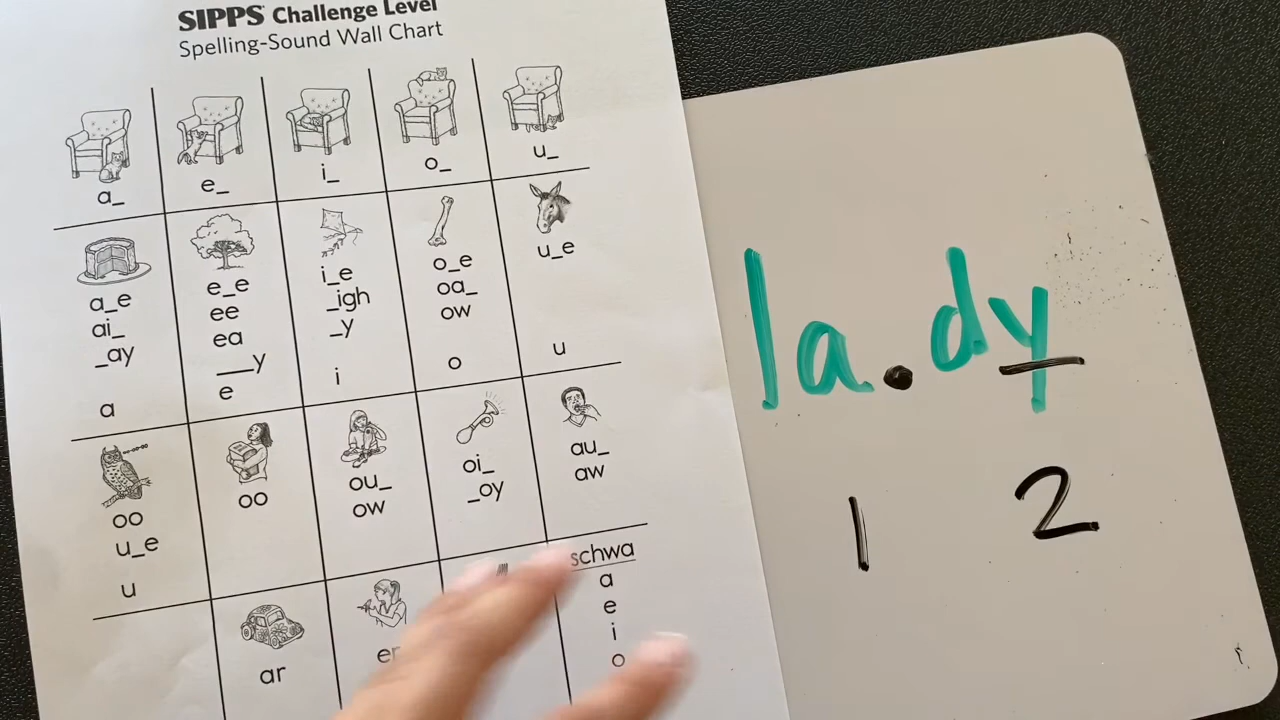 SIPPS Challenge Level
Spelling-Sound Wall Chart
a_ e_ i_ o_ u_
a_e e_e i_e o_e u_e
ai_ ee _igh oa_
_ay ea _y ow
___y
a e i o u
oo oo ou_ oi_ au_
u_e ow _oy aw
u
ar er schwa
a
e
i
o
la.dy
1 2